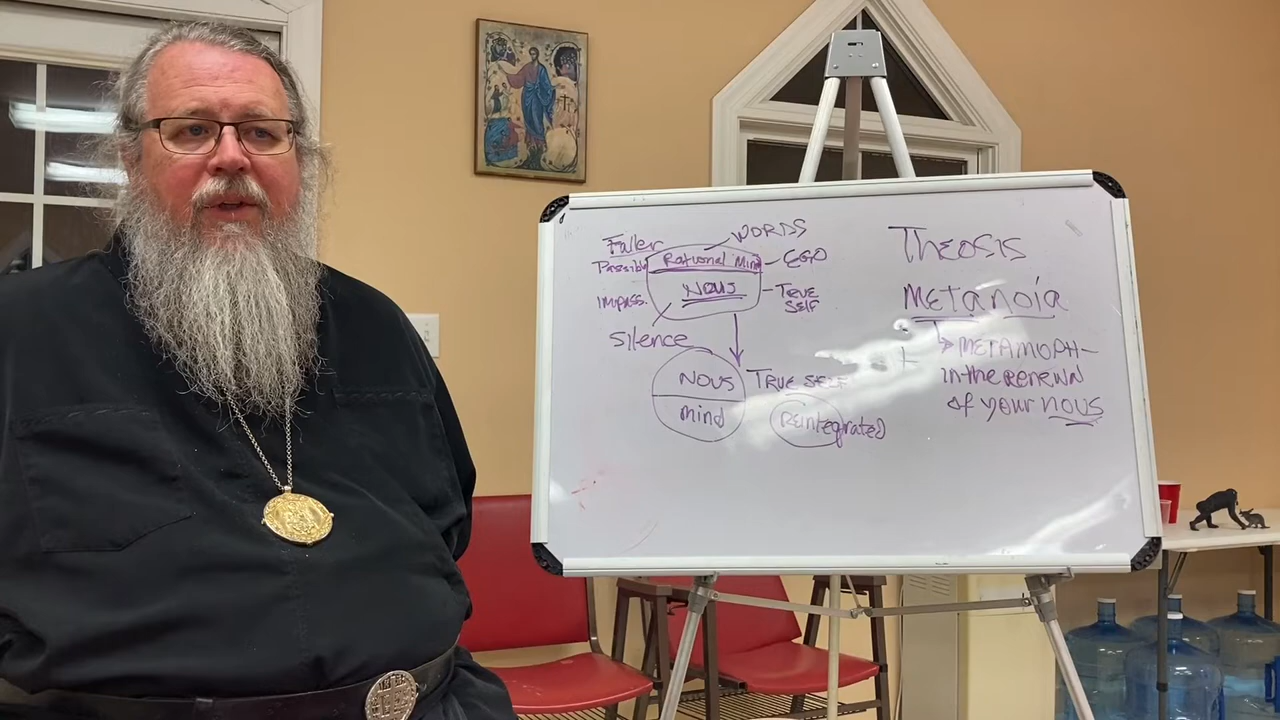 WORDS
Fallen
Passible
Rational Mind
EGO
Impass.
NOUS
TRUE
SELF
Silence
NOUS
TRUE SELF
mind
Reintegrated
Theosis
Metanoia
METAMOPH-
in the renewal
of your nous